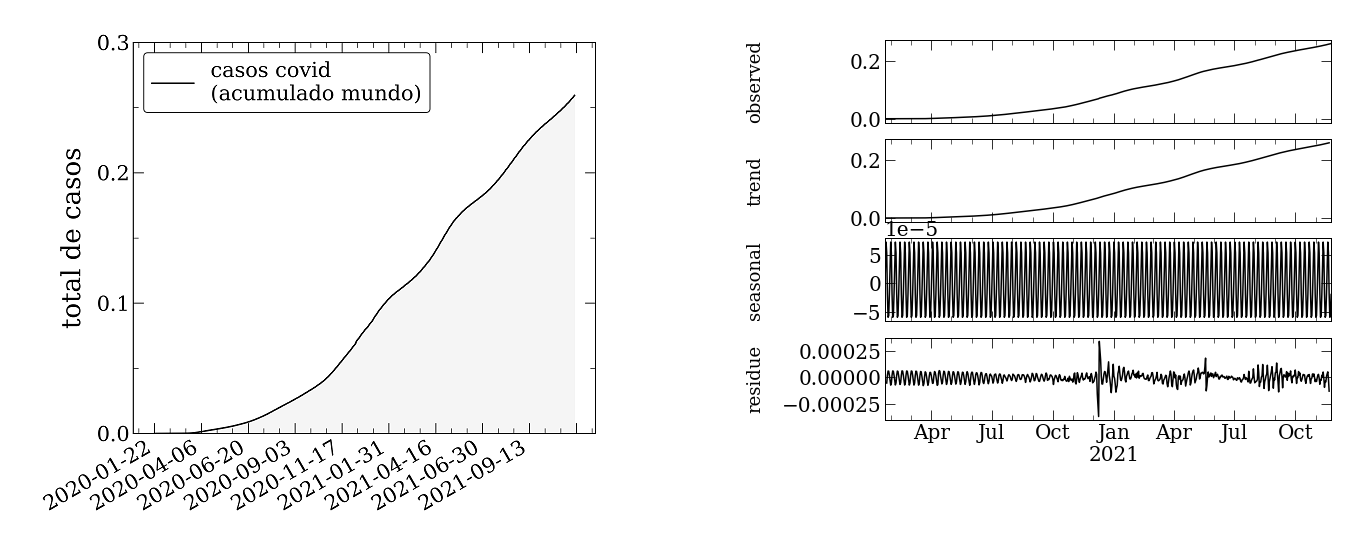 0.3
0.2
0.1
0.0
total de casos
casos covid
(acumulado mundo)
2020-01-22
2020-04-06
2020-06-20
2020-09-03
2020-11-17
2021-01-31
2021-04-16
2021-06-30
2021-09-13
observed
0.2
0.0
trend
0.2
0.0
seasonal
1e−5
5
0
−5
residue
0.00025
0.00000
−0.00025
Apr Jul Oct Jan Apr Jul Oct
2021